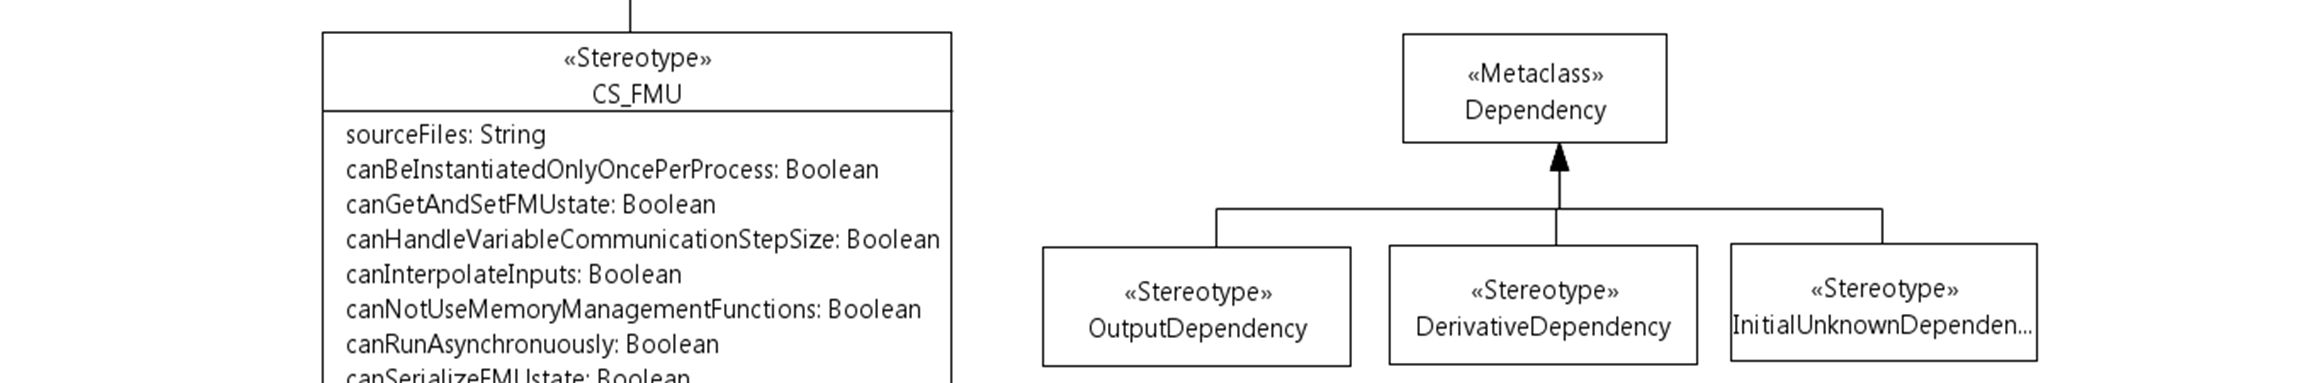 «Stereotype»
CS_FMU
sourceFiles: String
canBeInstantiatedOnlyOncePerProcess: Boolean
canGetAndSetFMUstate: Boolean
canHandleVariableCommunicationStepSize: Boolean
canInterpolateInputs: Boolean
canNotUseMemoryManagementFunctions: Boolean
canRunAsynchronuously: Boolean
canSerializeFMUstate: Boolean
«Metaclass»
Dependency
«Stereotype»
OutputDependency
«Stereotype»
DerivativeDependency
«Stereotype»
InitialUnknownDependen...